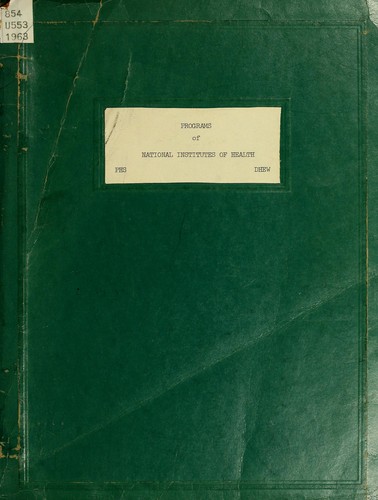 854
U553
1963
PROGRAMS
of
NATIONAL INSTITUTES OF HEALTH
PHS DHEW